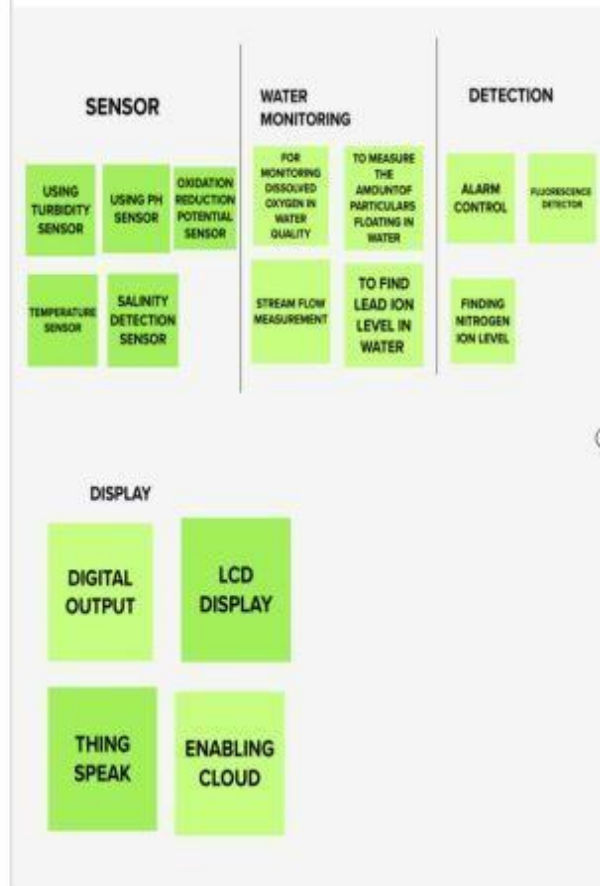 SENSOR
USING
TURBIDITY
SENSOR
USING PH
SENSOR
OXIDATION
REDUCTION
POTENTIAL
SENSOR
TEMPERATURE
SENSOR
SALINITY
DETECTION
SENSOR
WATER
MONITORING
FOR
MONITORING
DISSOLVED
OXYGEN IN
WATER
QUALITY
TO MEASURE
THE
AMOUNTOF
PARTICULARS
FLOATING IN
WATER
STREAM FLOW
MEASUREMENT
TO FIND
LEAD ION
LEVEL IN
WATER
DETECTION
ALARM
CONTROL
FLUORESCENCE
DETECTOR
FINDING
NITROGEN
ION LEVEL
DISPLAY
DIGITAL
OUTPUT
LCD
DISPLAY
THING
SPEAK
ENABLING
CLOUD